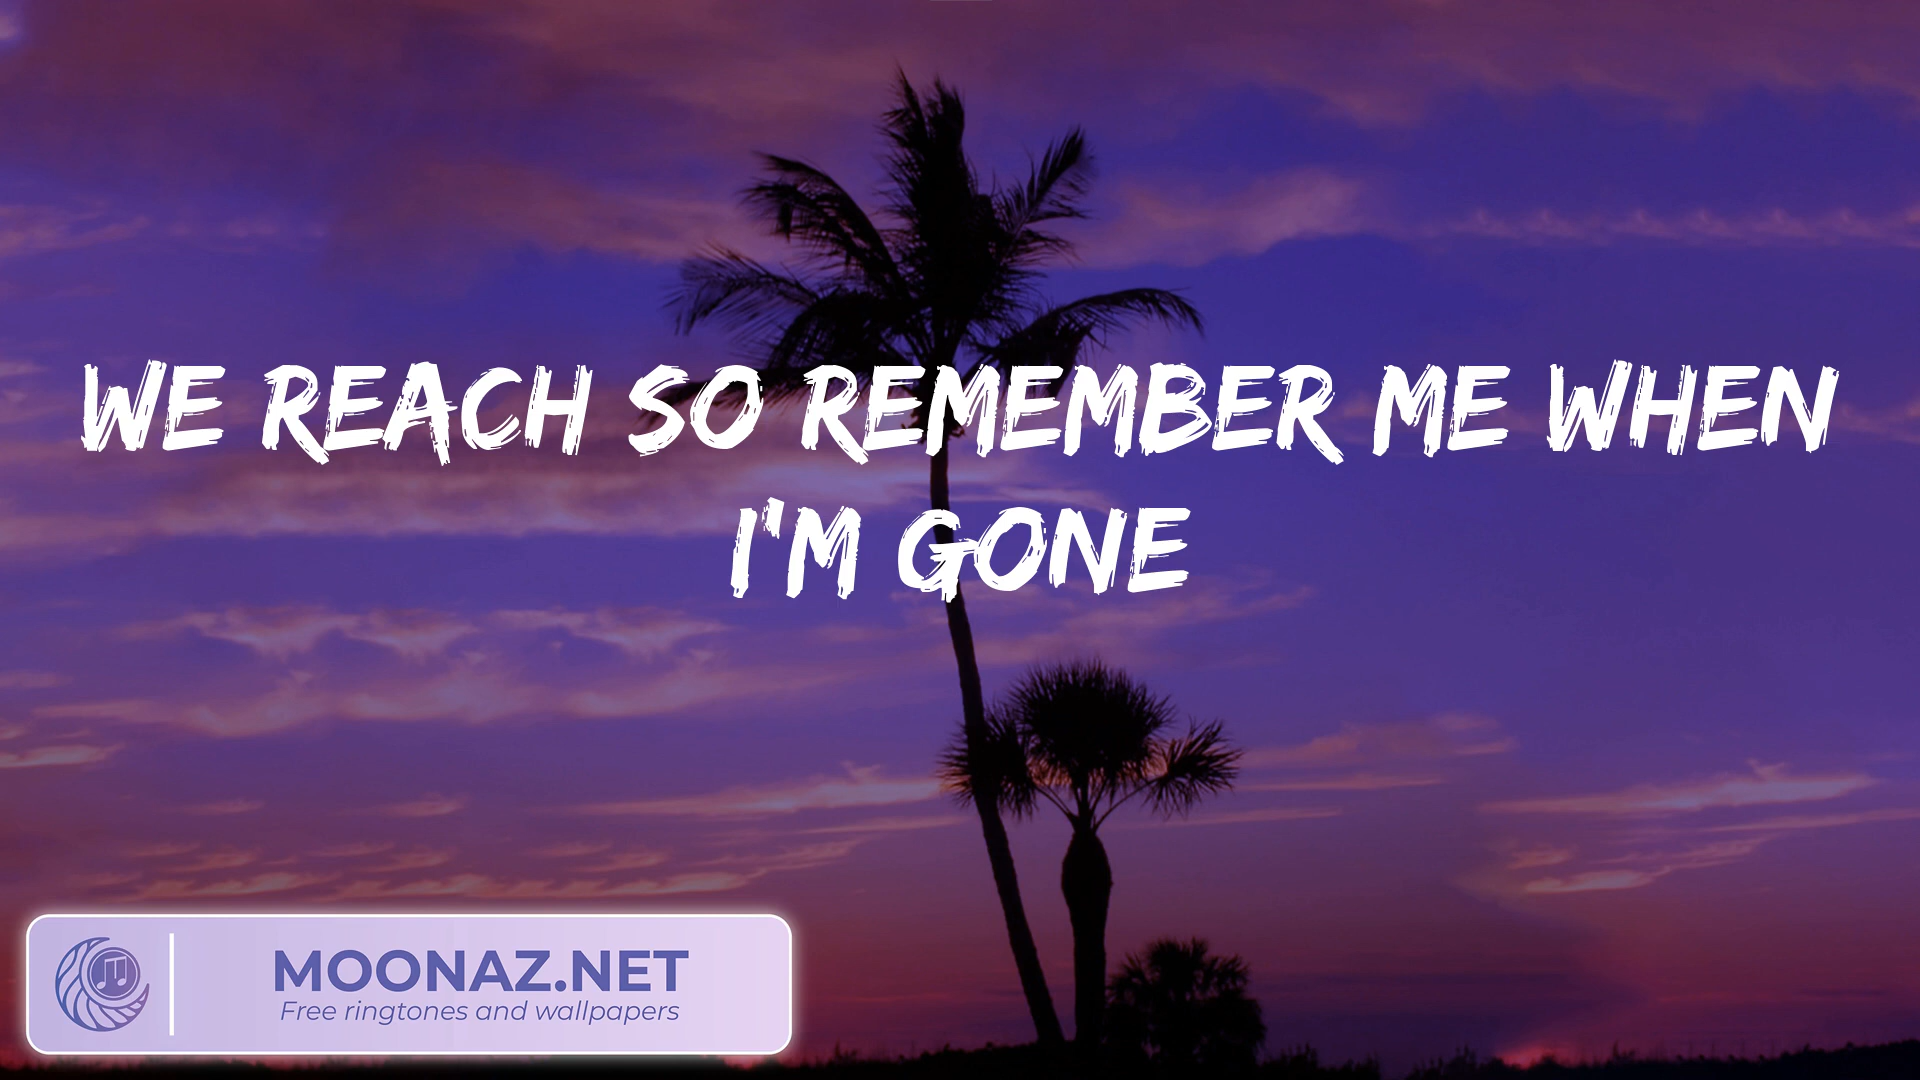 WE REACH SO REMEMBER ME WHEN
I'M GONE
MOONAZ.NET
Free ringtones and wallpapers